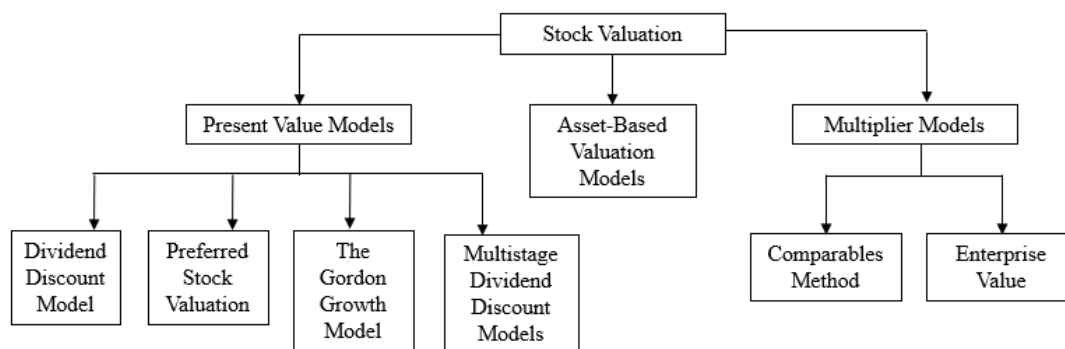 Stock Valuation
Present Value Models
Asset-Based
Valuation
Models
Multiplier Models
Dividend
Discount
Model
Preferred
Stock
Valuation
The
Gordon
Growth
Model
Multistage
Dividend
Discount
Models
Comparables
Method
Enterprise
Value